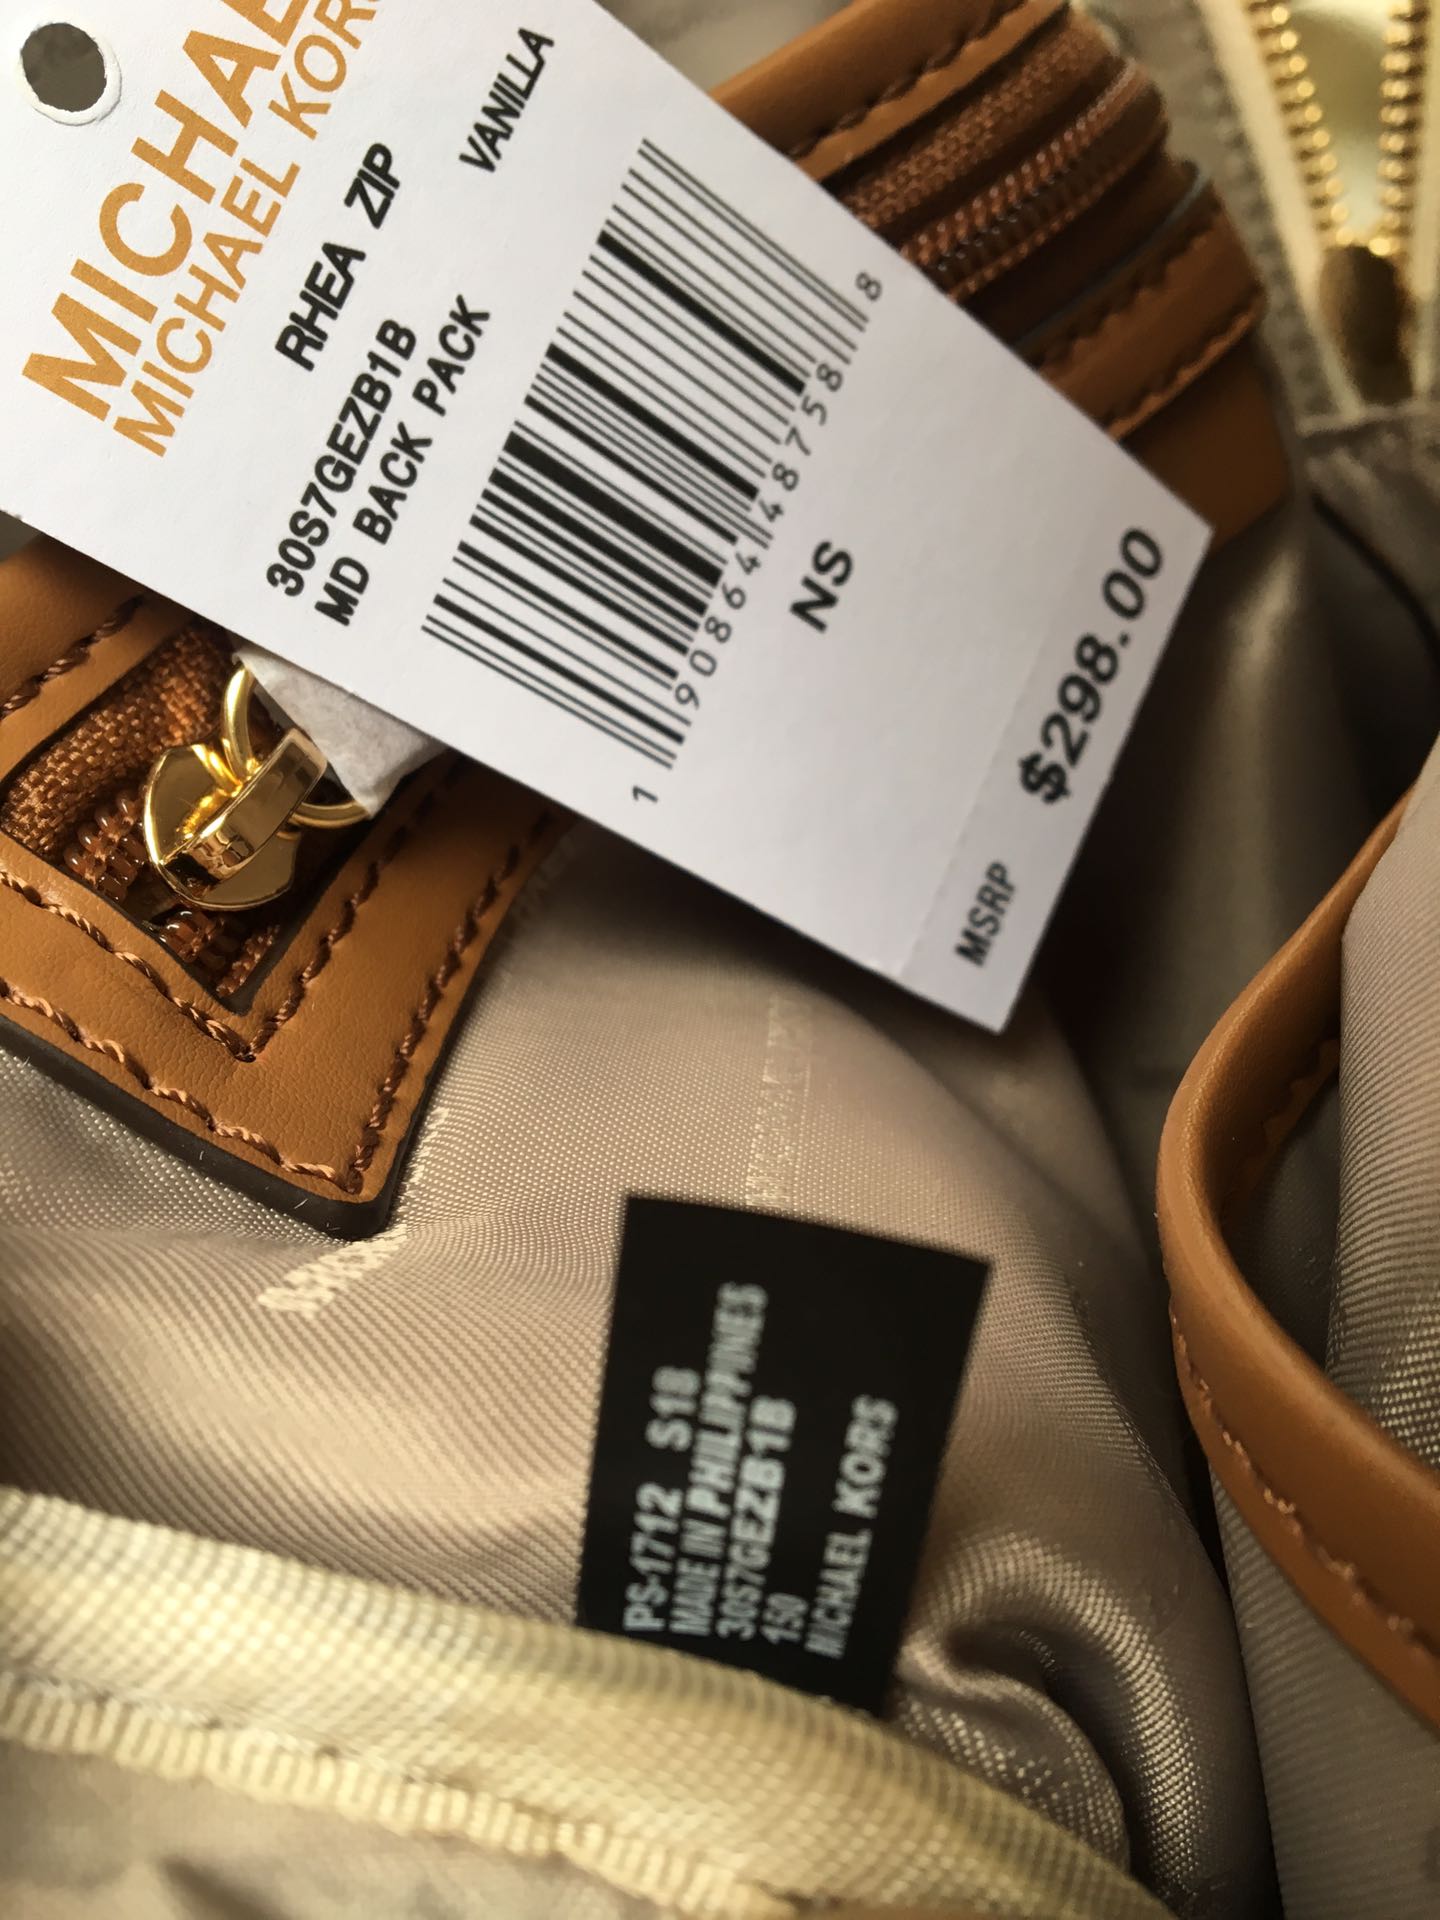 MICHAE
MICHAEL KORS
RHEA ZIP
VANILLA
30S7GEZB1B
MD BACK PACK
1 90864 48758 8
NS
MSRP $298.00
PS-1712 S18
MADE IN PHILIPPINES
30S7GEZB1B
150
MICHAEL KORS